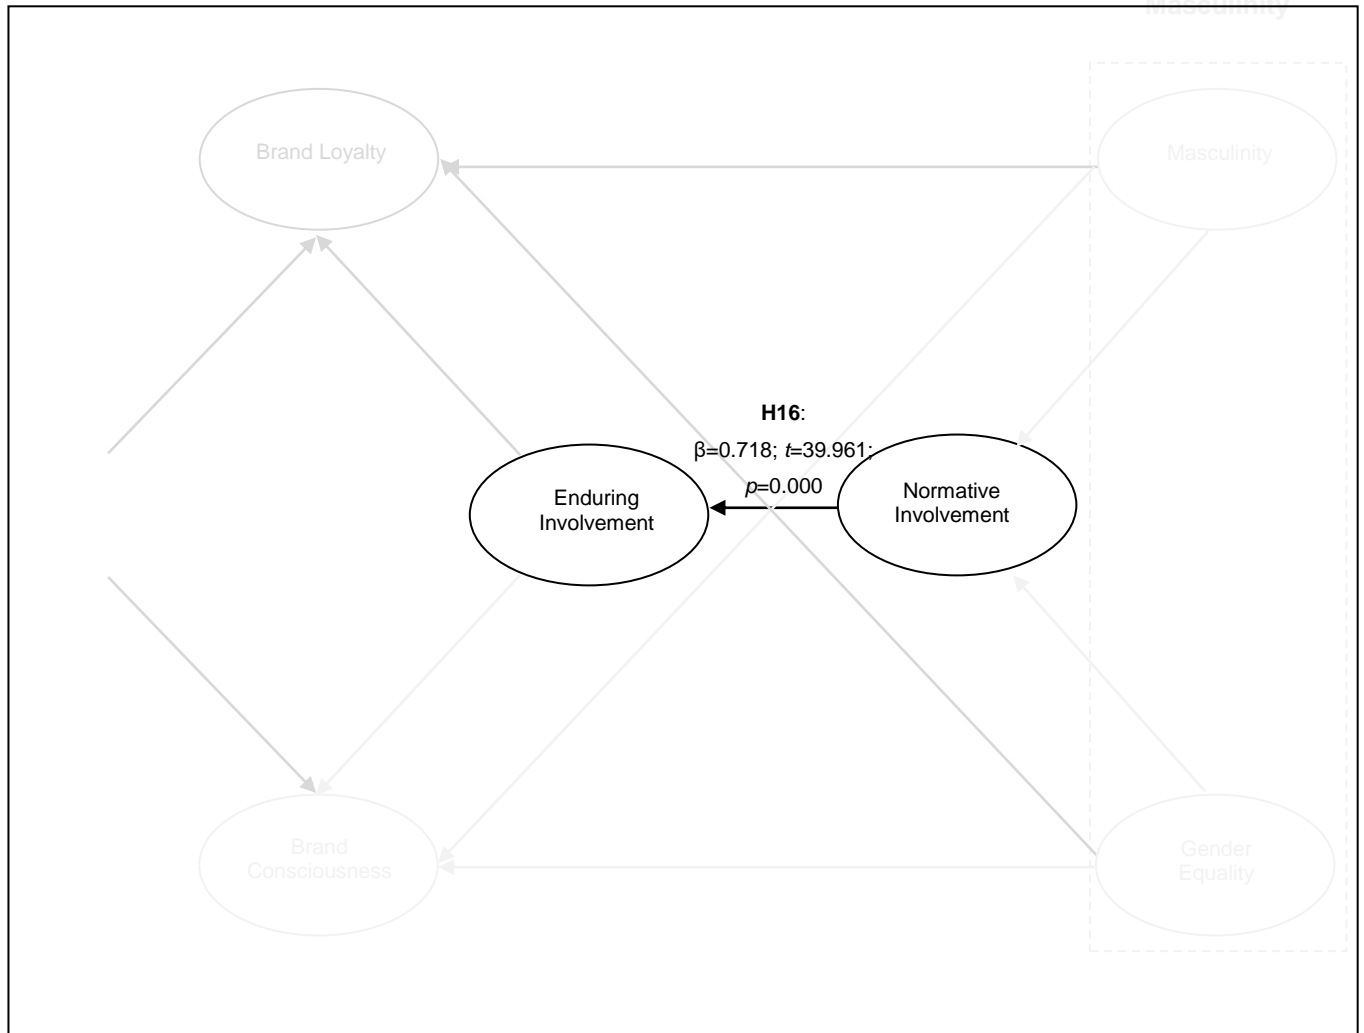 Masculinity
Brand Loyalty
Masculinity
H16:
β=0.718; t=39.961;
p=0.000
Enduring
Involvement
Normative
Involvement
Brand
Consciousness
Gender
Equality